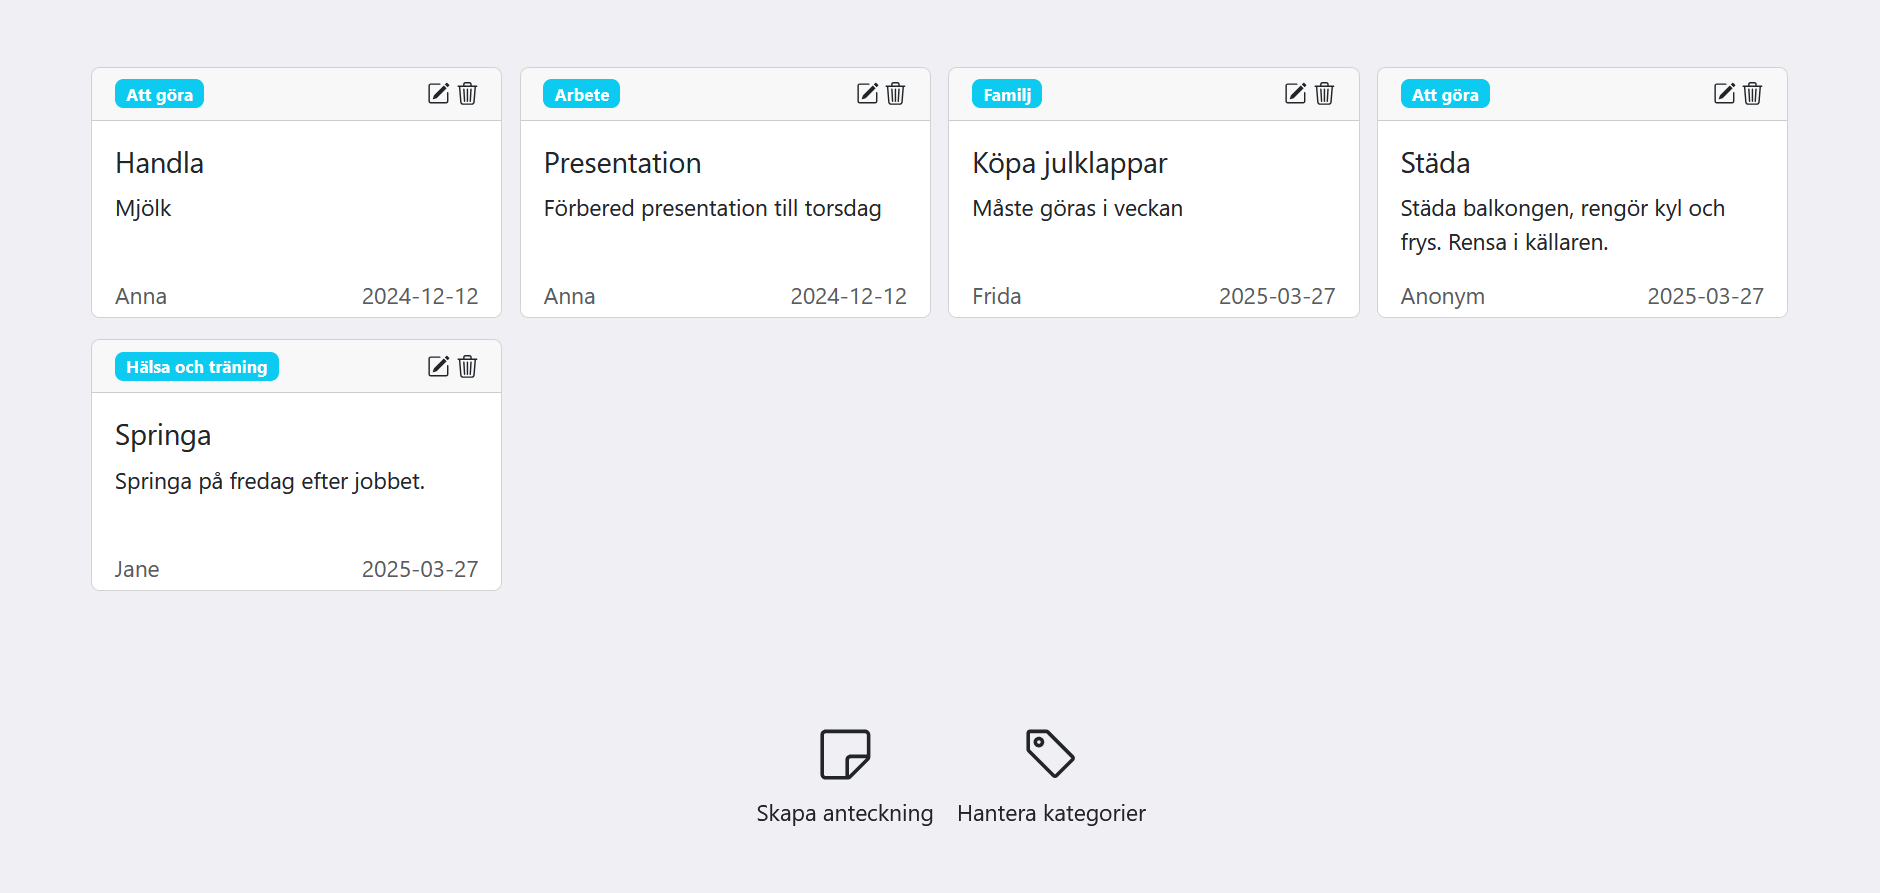 Att göra
Handla
Mjölk
Anna 2024-12-12
Arbete
Presentation
Förbered presentation till torsdag
Anna 2024-12-12
Familj
Köpa julklappar
Måste göras i veckan
Frida 2025-03-27
Att göra
Städa
Städa balkongen, rengör kyl och
frys. Rensa i källaren.
Anonym 2025-03-27
Hälsa och träning
Springa
Springa på fredag efter jobbet.
Jane 2025-03-27
Skapa anteckning
Hantera kategorier